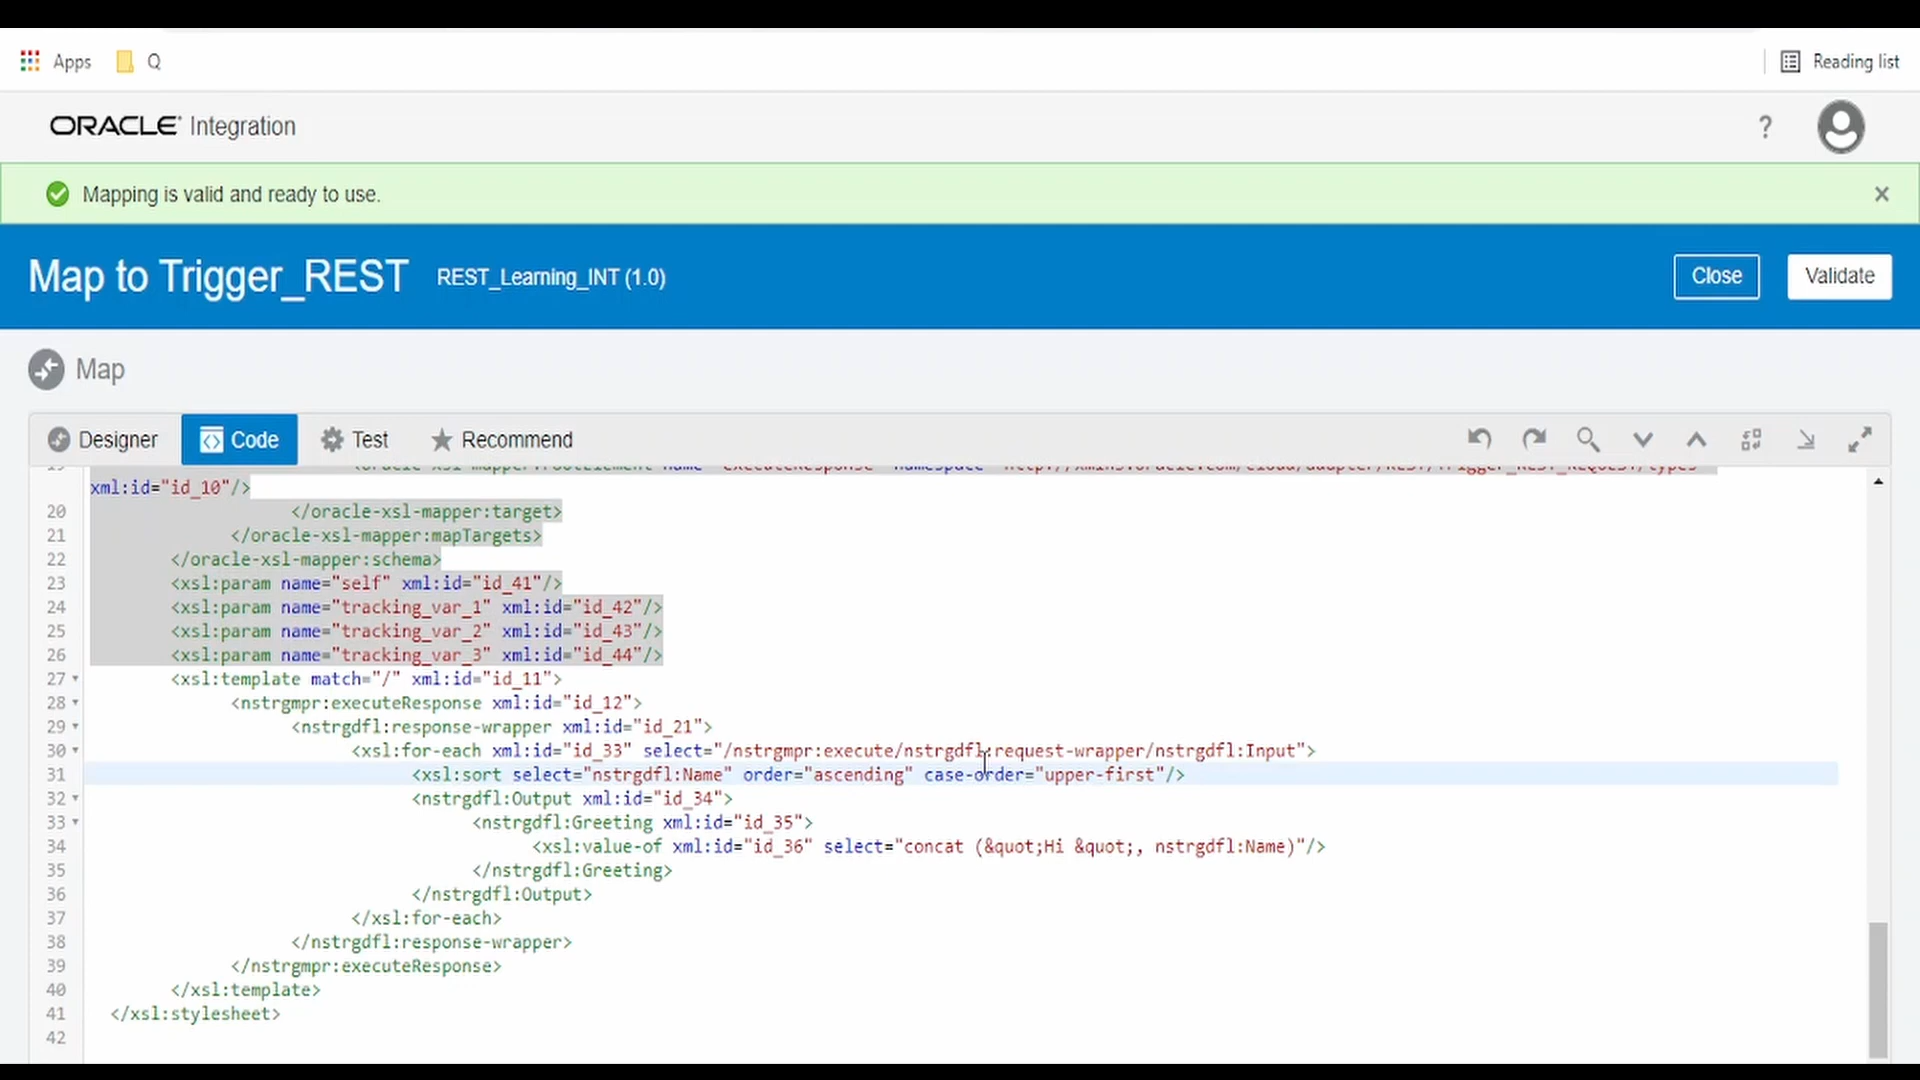 Apps Q Reading list
ORACLE Integration ?
Mapping is valid and ready to use.
Map to Trigger_REST REST_Learning_INT (1.0) Close Validate
Map
Designer Code Test Recommend
xml:id="id_10"/>
20 </oracle-xsl-mapper:target>
21 </oracle-xsl-mapper:mapTargets>
22 </oracle-xsl-mapper:schema>
23 <xsl:param name="self" xml:id="id_41"/>
24 <xsl:param name="tracking_var_1" xml:id="id_42"/>
25 <xsl:param name="tracking_var_2" xml:id="id_43"/>
26 <xsl:param name="tracking_var_3" xml:id="id_44"/>
27 <xsl:template match="/" xml:id="id_11">
28 <nstrgmpr:executeResponse xml:id="id_12">
29 <nstrgdfl:response-wrapper xml:id="id_21">
30 <xsl:for-each xml:id="id_33" select="/nstrgmpr:execute/nstrgdfl:request-wrapper/nstrgdfl:Input">
31 <xsl:sort select="nstrgdfl:Name" order="ascending" case-order="upper-first"/>
32 <nstrgdfl:Output xml:id="id_34">
33 <nstrgdfl:Greeting xml:id="id_35">
34 <xsl:value-of xml:id="id_36" select="concat (&quot;Hi &quot;, nstrgdfl:Name)"/>
35 </nstrgdfl:Greeting>
36 </nstrgdfl:Output>
37 </xsl:for-each>
38 </nstrgdfl:response-wrapper>
39 </nstrgmpr:executeResponse>
40 </xsl:template>
41 </xsl:stylesheet>
42